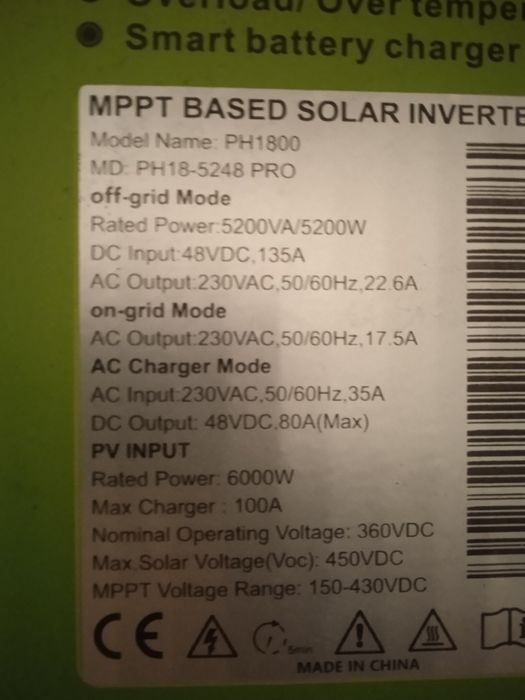 Overload/ Over tempe
Smart battery charger
MPPT BASED SOLAR INVERTE
Model Name: PH1800
MD: PH18-5248 PRO
off-grid Mode
Rated Power:5200VA/5200W
DC Input:48VDC,135A
AC Output:230VAC,50/60Hz,22.6A
on-grid Mode
AC Output:230VAC,50/60Hz,17.5A
AC Charger Mode
AC Input:230VAC,50/60Hz,35A
DC Output: 48VDC,80A(Max)
PV INPUT
Rated Power: 6000W
Max Charger : 100A
Nominal Operating Voltage: 360VDC
Max.Solar Voltage(Voc): 450VDC
MPPT Voltage Range: 150-430VDC
CE 5min
MADE IN CHINA